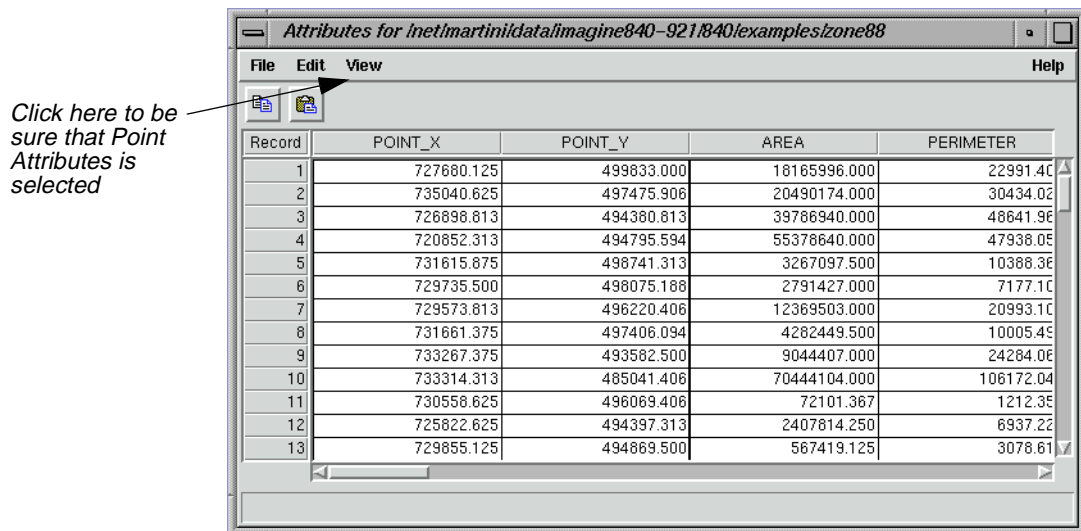 Attributes for /net/martini/data/imagine840-921/840/examples/zone88
File Edit View Help
Click here to be
sure that Point
Attributes is
selected
Record POINT_X POINT_Y AREA PERIMETER
1 727680.125 499833.000 18165996.000 22991.40
2 735040.625 497475.906 20490174.000 30434.02
3 726898.813 494380.813 39786940.000 48641.96
4 720852.313 494795.594 55378640.000 47938.05
5 731615.875 498741.313 3267097.500 10388.36
6 729735.500 498075.188 2791427.000 7177.10
7 729573.813 496220.406 12369503.000 20993.10
8 731661.375 497406.094 4282449.500 10005.49
9 733267.375 493582.500 9044407.000 24284.06
10 733314.313 485041.406 70444104.000 106172.04
11 730558.625 496069.406 72101.367 1212.35
12 725822.625 494397.313 2407814.250 6937.22
13 729855.125 494869.500 567419.125 3078.61